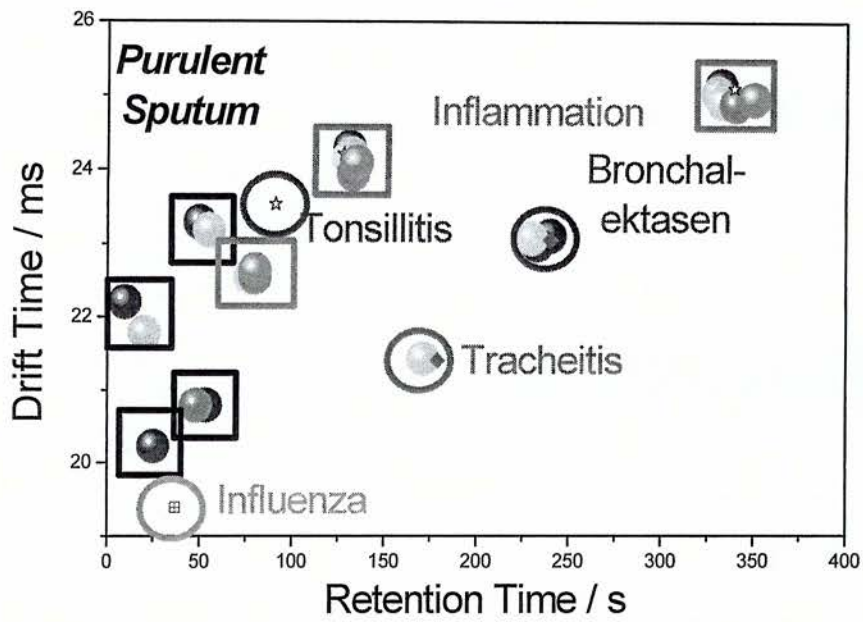 26
Purulent
Sputum
Inflammation
24
Bronchal-
ektasen
Tonsillitis
22
Tracheitis
20
Influenza
0 50 100 150 200 250 300 350 400
Retention Time / s
Drift Time / ms